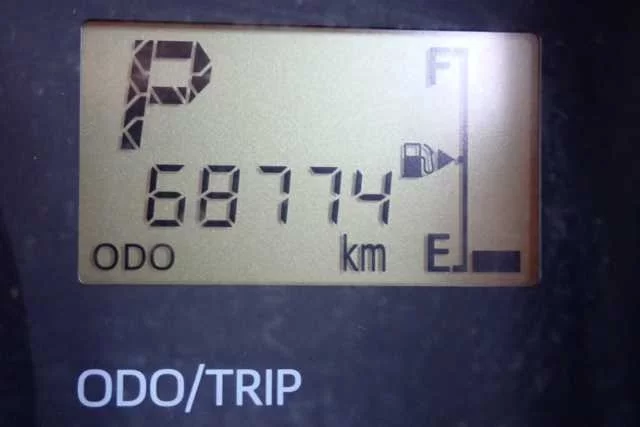 P
F
68774
ODO km E
ODO/TRIP